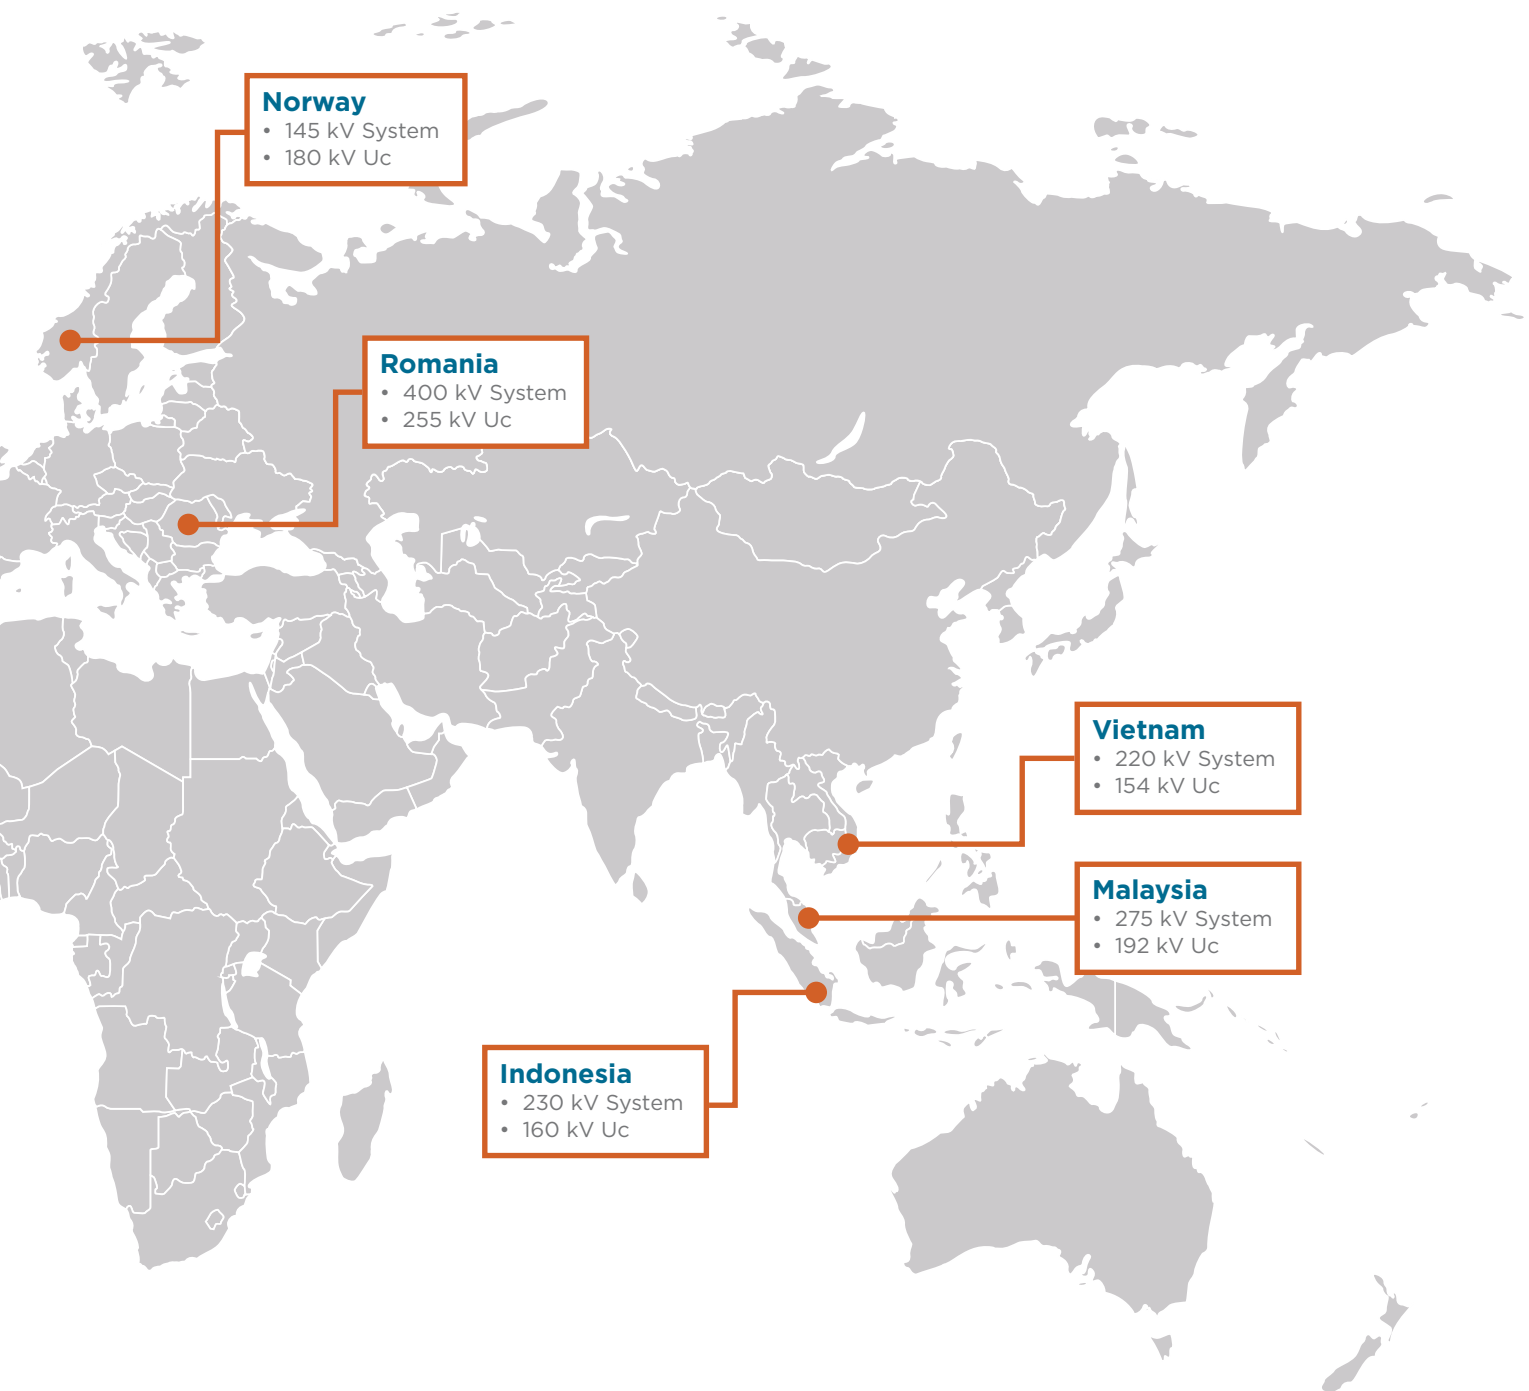 Norway
• 145 kV System
• 180 kV Uc
Romania
• 400 kV System
• 255 kV Uc
Vietnam
• 220 kV System
• 154 kV Uc
Malaysia
• 275 kV System
• 192 kV Uc
Indonesia
• 230 kV System
• 160 kV Uc